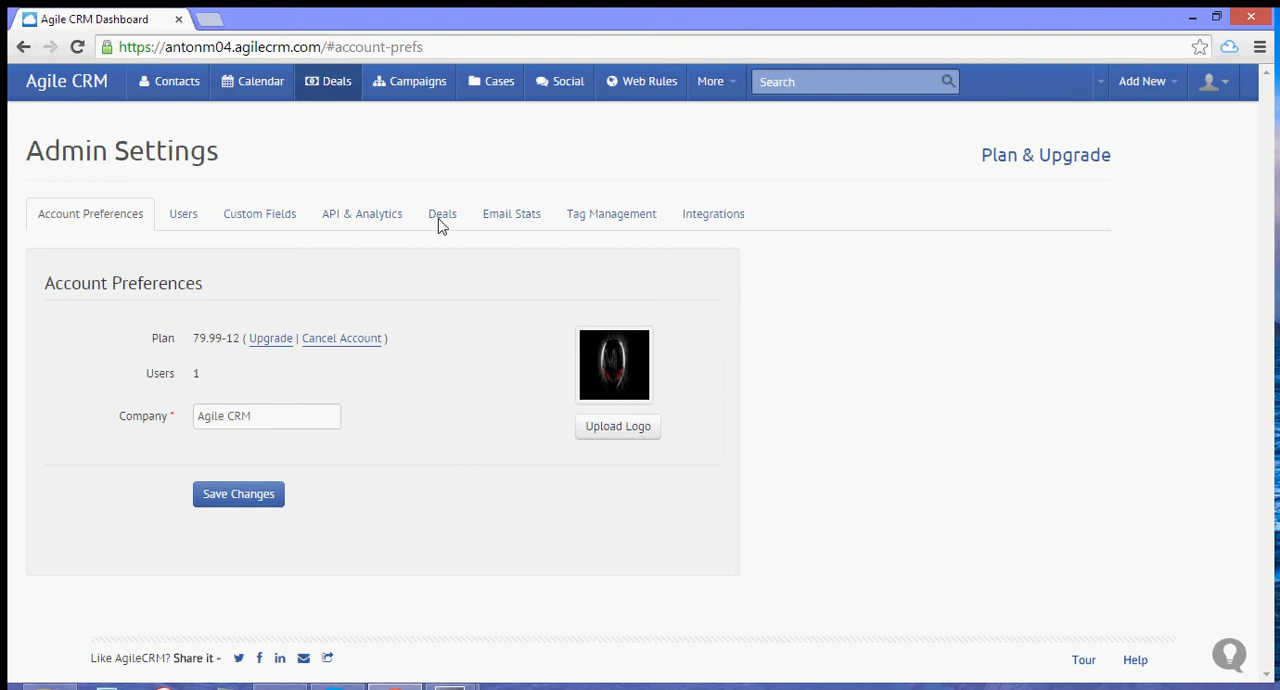 Agile CRM Dashboard
https://antonm04.agilecrm.com/#account-prefs
Agile CRM Contacts Calendar Deals Campaigns Cases Social Web Rules More Search Add New
Admin Settings
Plan & Upgrade
Account Preferences Users Custom Fields API & Analytics Deals Email Stats Tag Management Integrations
Account Preferences
Plan 79.99-12 ( Upgrade | Cancel Account )
Users 1
Company * Agile CRM
Upload Logo
Save Changes
Like AgileCRM? Share it -
Tour Help